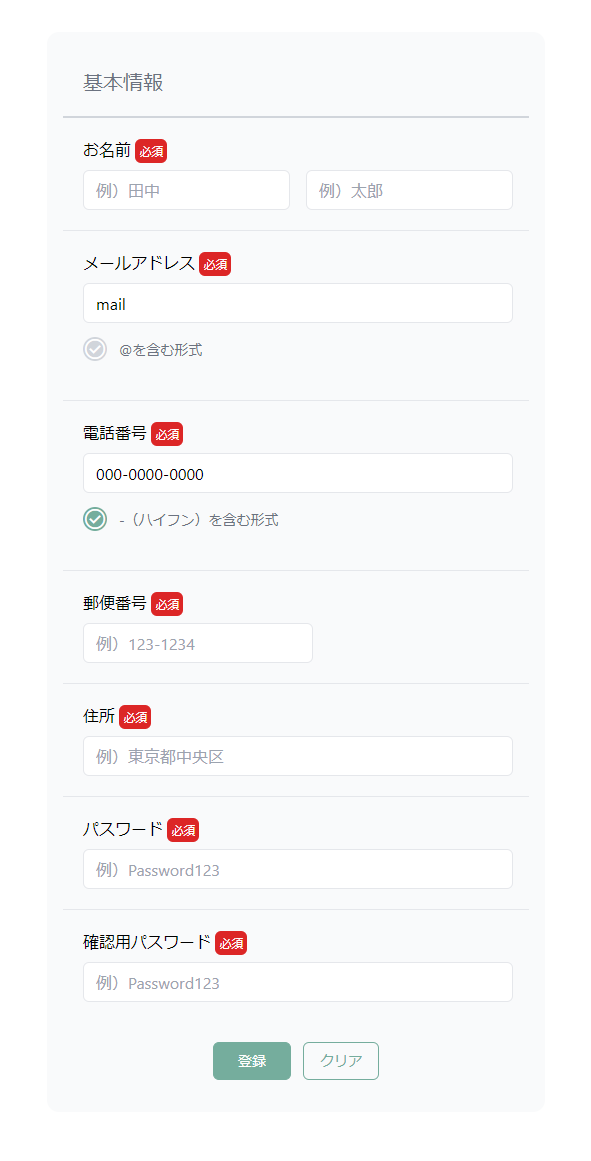 基本情報
お名前 必須
例）田中 例）太郎
メールアドレス 必須
mail
@を含む形式
電話番号 必須
000-0000-0000
-（ハイフン）を含む形式
郵便番号 必須
例）123-1234
住所 必須
例）東京都中央区
パスワード 必須
例）Password123
確認用パスワード 必須
例）Password123
登録 クリア